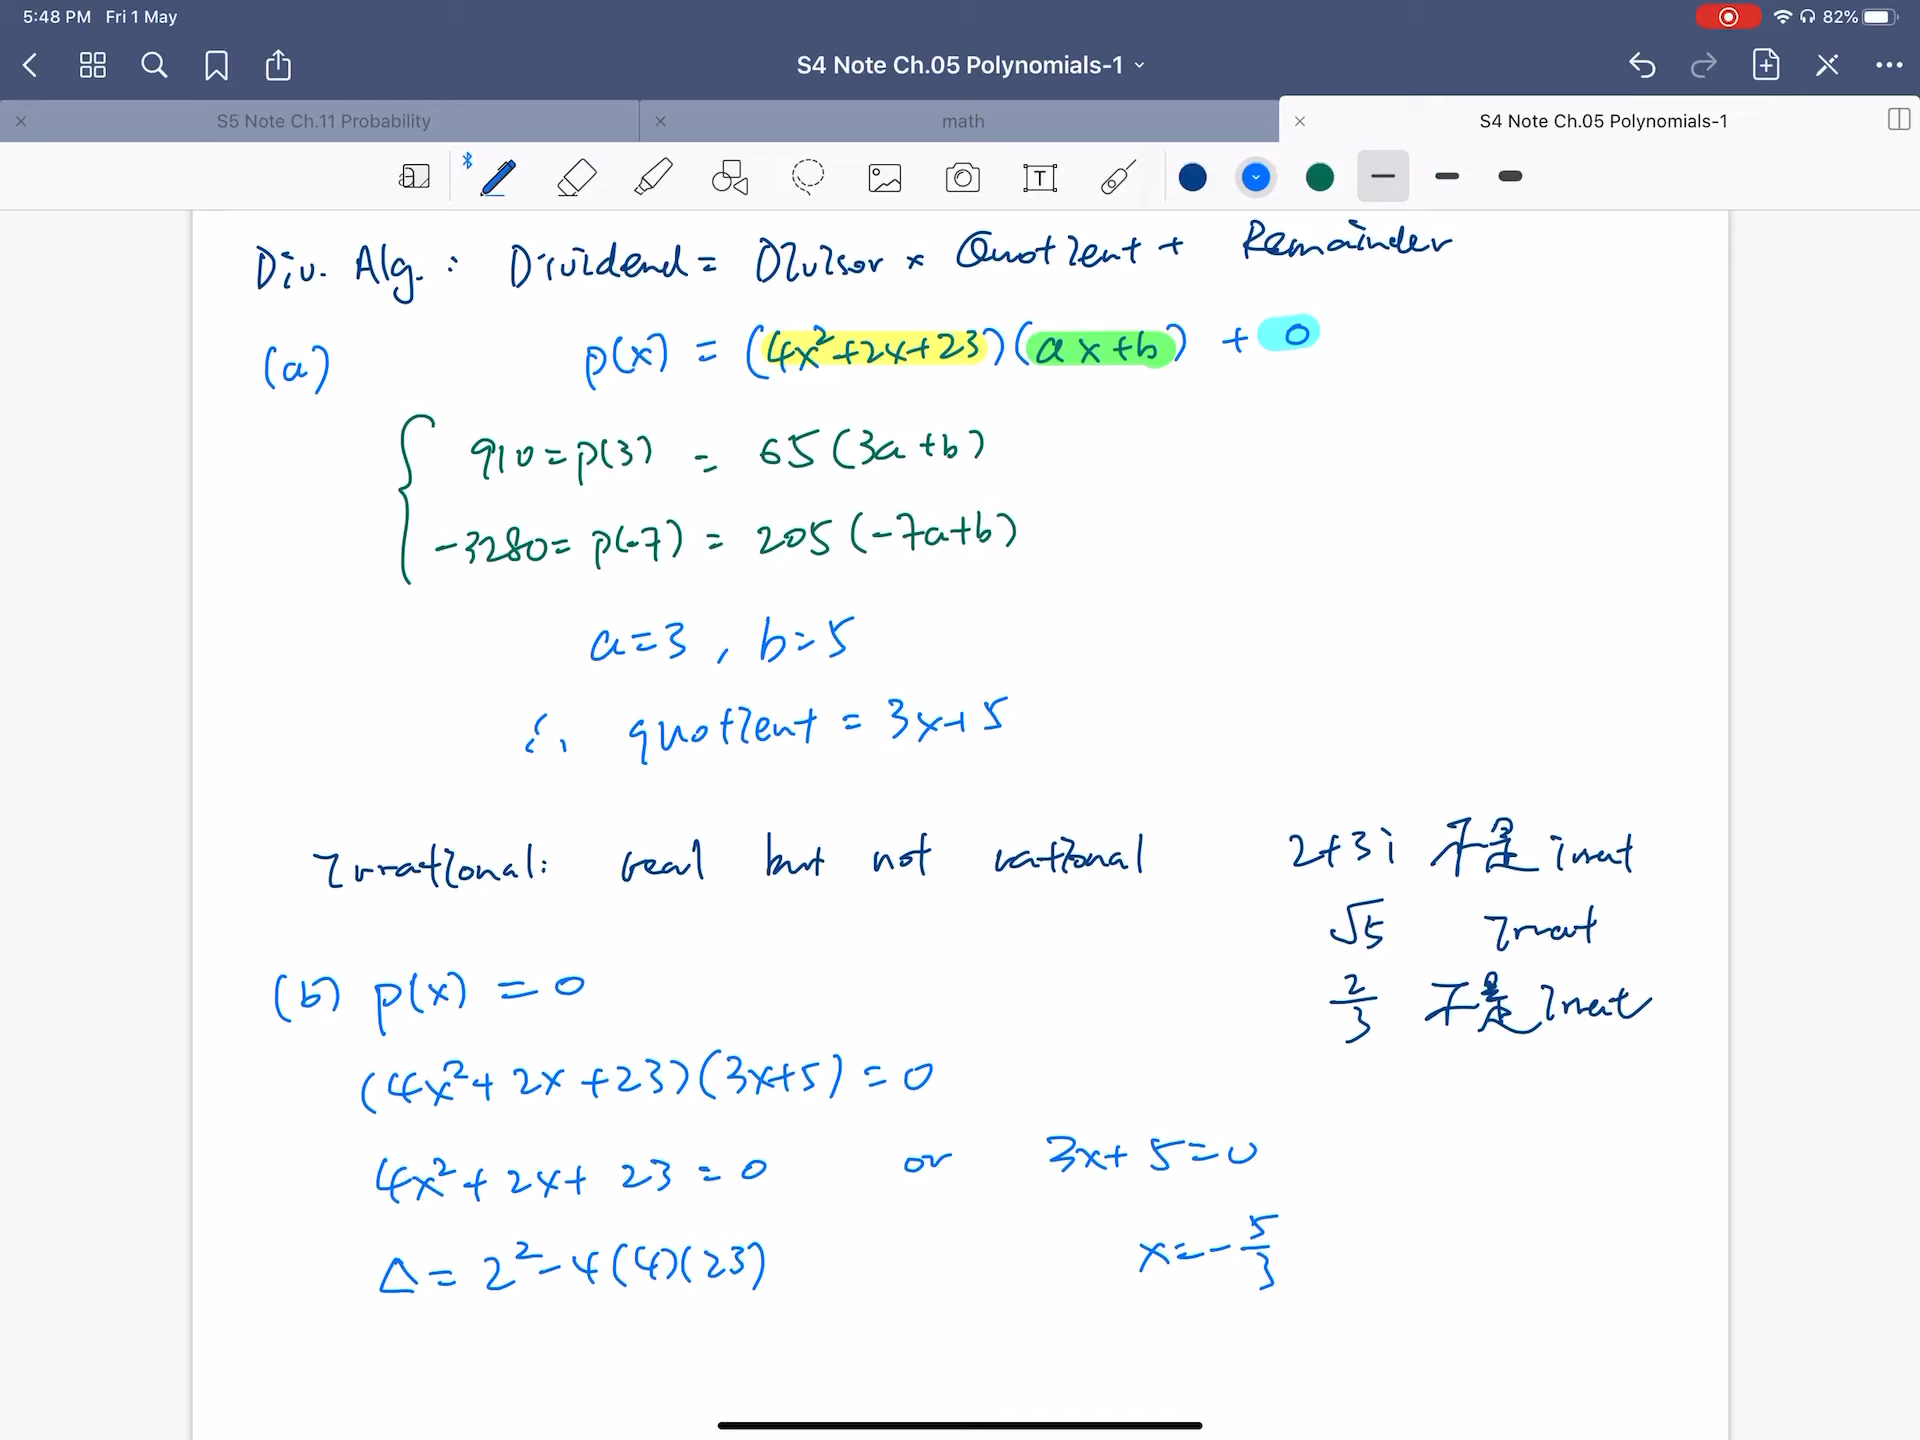 5:48 PM Fri 1 May 82%
S4 Note Ch.05 Polynomials-1
S5 Note Ch.11 Probability
math
S4 Note Ch.05 Polynomials-1
Div. Alg. : Dividend = Divisor × Quotient + Remainder
(a) p(x) = (4x²+2x+23)(ax+b) + 0
910=p(3) = 65(3a+b)
-3280=p(-7) = 205(-7a+b)
a=3, b=5
∴ quotient = 3x+5
Irrational: real but not rational
2+3i 不是 irrat
√5 irrat
2/3 不是 irrat
(b) p(x) = 0
(4x²+2x+23)(3x+5)=0
4x²+2x+23=0 or 3x+5=0
Δ= 2²-4(4)(23) x=-5/3